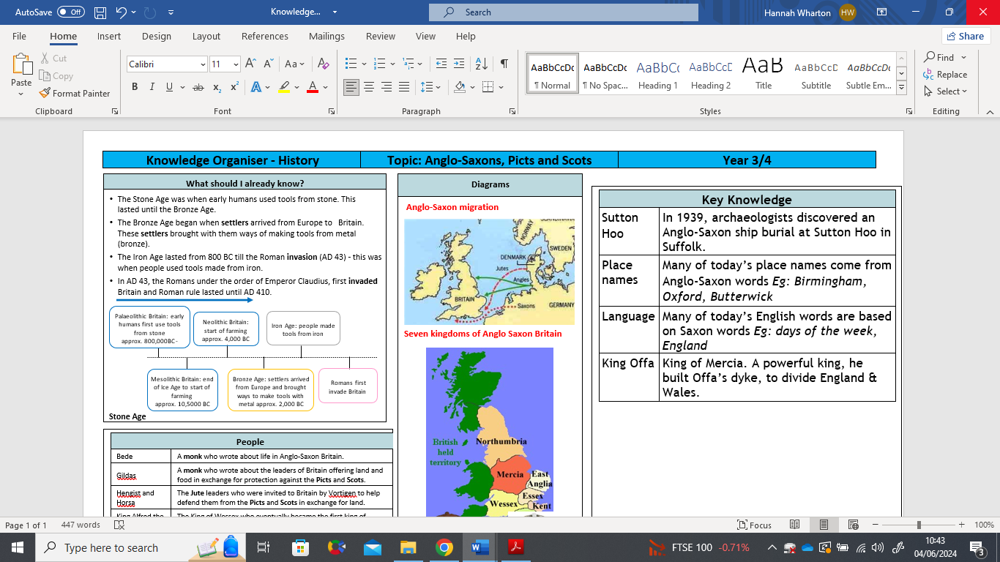 AutoSave Off Knowledge... Search Hannah Wharton HW
File Home Insert Design Layout References Mailings Review View Help Share
Paste
Cut
Copy
Format Painter
Clipboard
Calibri 11
Font
Paragraph
AaBbCcDc AaBbCcDc AaBbCc AaBbCcD AaB AaBbCcD AaBbCcDc
¶ Normal ¶ No Spac... Heading 1 Heading 2 Title Subtitle Subtle Em...
Styles
Find
Replace
Select
Editing
Knowledge Organiser - History Topic: Anglo-Saxons, Picts and Scots Year 3/4
What should I already know?
• The Stone Age was when early humans used tools from stone. This
lasted until the Bronze Age.
• The Bronze Age began when settlers arrived from Europe to Britain.
These settlers brought with them ways of making tools from metal
(bronze).
• The Iron Age lasted from 800 BC till the Roman invasion (AD 43) - this was
when people used tools made from iron.
• In AD 43, the Romans under the order of Emperor Claudius, first invaded
Britain and Roman rule lasted until AD 410.
Palaeolithic Britain: early
humans first use tools
from stone
approx. 800,000BC-
Neolithic Britain:
start of farming
approx. 4,000 BC
Iron Age: people made
tools from iron
Mesolithic Britain: end
of Ice Age to start of
farming
approx. 10,5000 BC
Bronze Age: settlers arrived
from Europe and brought
ways to make tools with
metal approx. 2,000 BC
Romans first
invade Britain
Stone Age
People
Bede A monk who wrote about life in Anglo-Saxon Britain.
Gildas A monk who wrote about the leaders of Britain offering land and
food in exchange for protection against the Picts and Scots.
Hengist and The Jute leaders who were invited to Britain by Vortigen to help
Horsa defend them from the Picts and Scots in exchange for land.
King Alfred the The King of Wessex who eventually became the first king of
Diagrams
Anglo-Saxon migration
NORWAY
SWEDEN
DENMARK
Jutes
Angles
BRITAIN
Saxons
GERMANY
Seven kingdoms of Anglo Saxon Britain
British
held
territory
Northumbria
Mercia
East
Anglia
Essex
Wessex
Kent
Key Knowledge
Sutton In 1939, archaeologists discovered an
Hoo Anglo-Saxon ship burial at Sutton Hoo in
Suffolk.
Place Many of today's place names come from
names Anglo-Saxon words Eg: Birmingham,
Oxford, Butterwick
Language Many of today's English words are based
on Saxon words Eg: days of the week,
England
King Offa King of Mercia. A powerful king, he
built Offa's dyke, to divide England &
Wales.
Page 1 of 1 447 words Focus 100%
Type here to search FTSE 100 -0.71% 10:43
04/06/2024 3